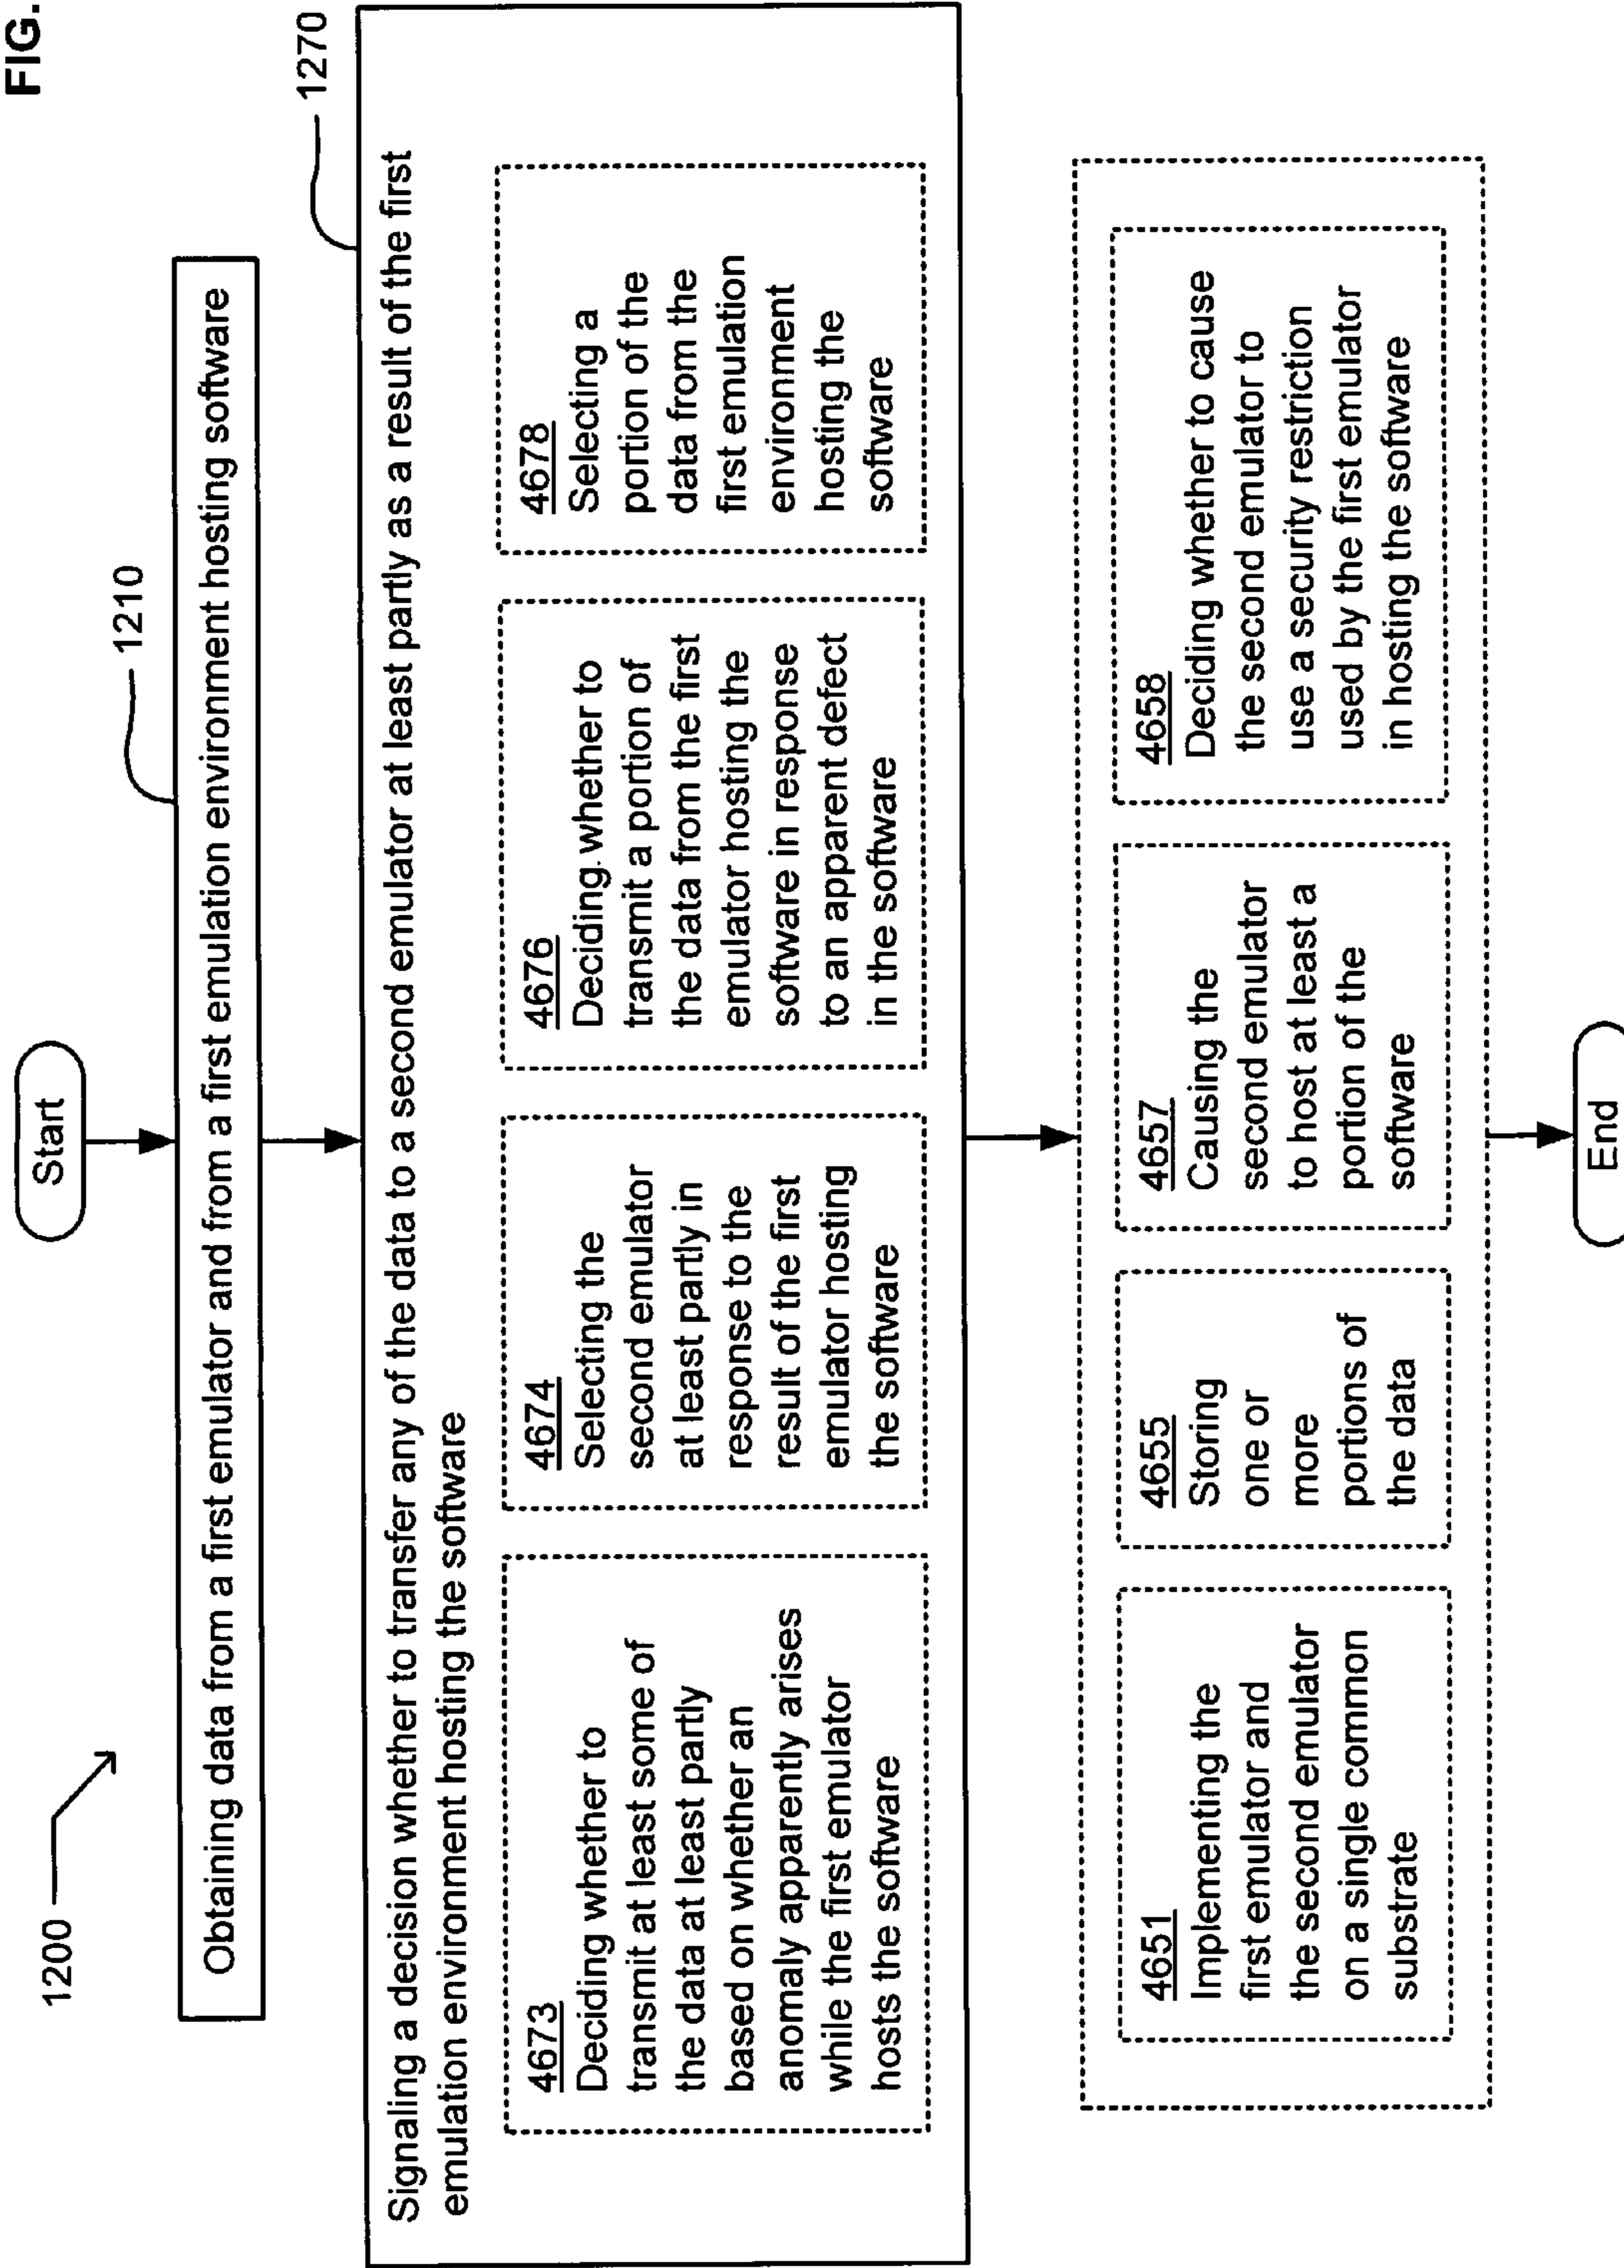 FIG.
1200
Start
1210
Obtaining data from a first emulator and from a first emulation environment hosting software
1270
Signaling a decision whether to transfer any of the data to a second emulator at least partly as a result of the first
emulation environment hosting the software
4673
Deciding whether to
transmit at least some of
the data at least partly
based on whether an
anomaly apparently arises
while the first emulator
hosts the software
4674
Selecting the
second emulator
at least partly in
response to the
result of the first
emulator hosting
the software
4676
Deciding whether to
transmit a portion of
the data from the first
emulator hosting the
software in response
to an apparent defect
in the software
4678
Selecting a
portion of the
data from the
first emulation
environment
hosting the
software
4651
Implementing the
first emulator and
the second emulator
on a single common
substrate
4655
Storing
one or
more
portions of
the data
4657
Causing the
second emulator
to host at least a
portion of the
software
4658
Deciding whether to cause
the second emulator to
use a security restriction
used by the first emulator
in hosting the software
End